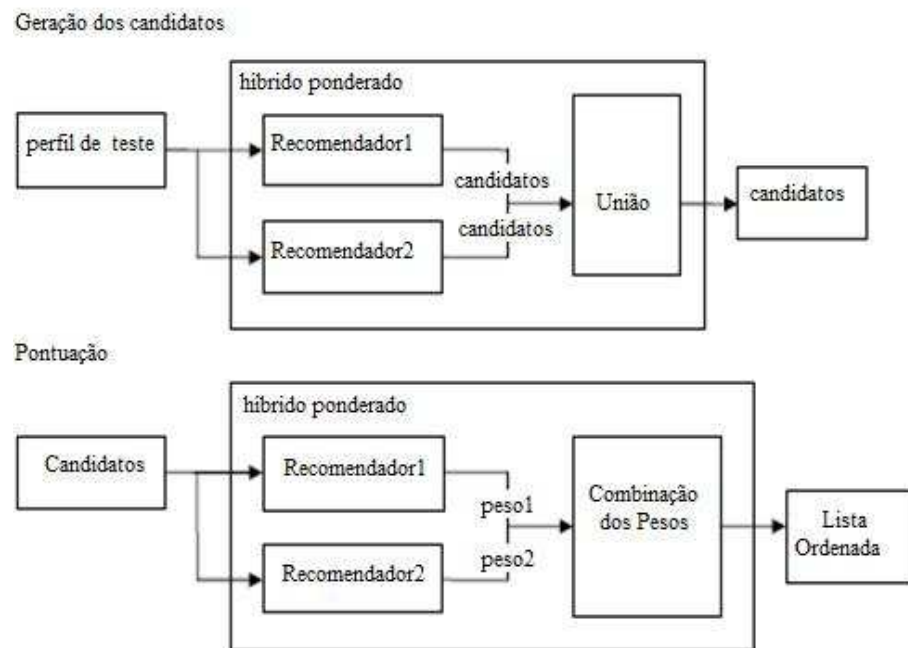 Geração dos candidatos
híbrido ponderado
perfil de teste
Recomendador1
candidatos
candidatos
Recomendador2
União
candidatos
Pontuação
híbrido ponderado
Candidatos
Recomendador1
peso1
peso2
Recomendador2
Combinação
dos Pesos
Lista
Ordenada